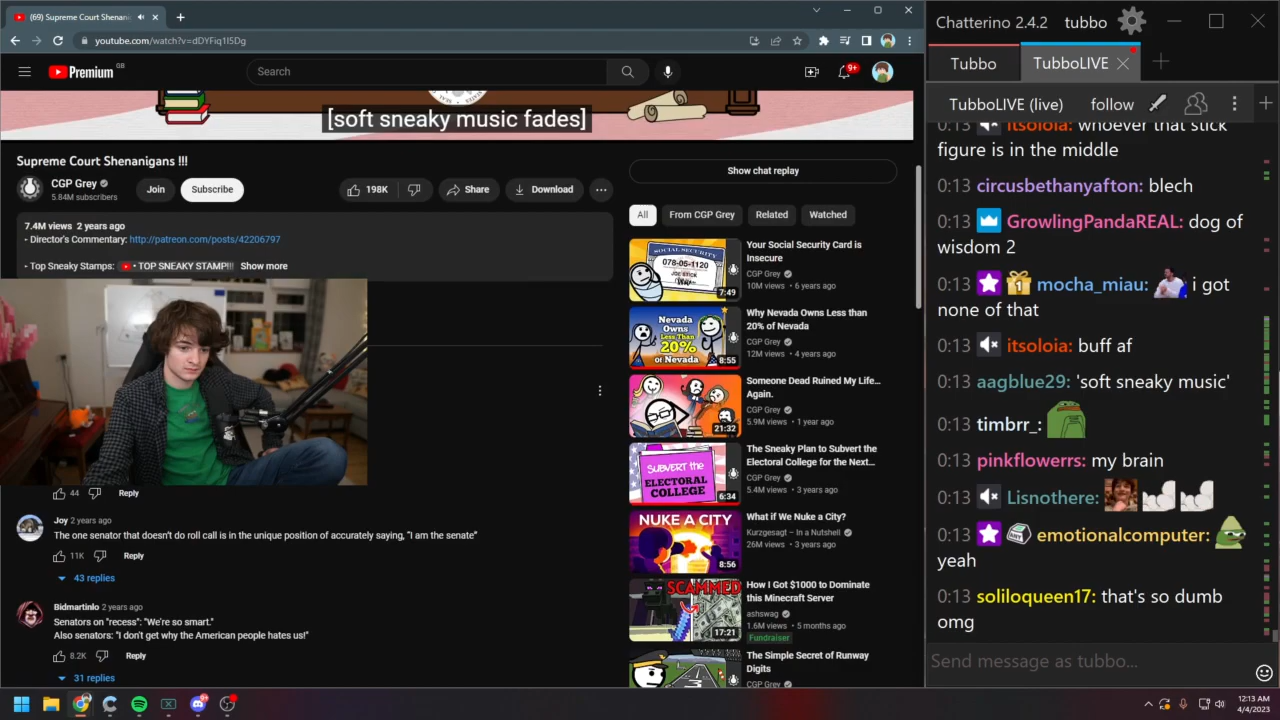 (69) Supreme Court Shenani
youtube.com/watch?v=dDYFiq1l5Dg
Premium GB
Search
9+
[soft sneaky music fades]
Supreme Court Shenanigans !!!
CGP Grey
5.84M subscribers
Join
Subscribe
198K
Share
Download
7.4M views 2 years ago
- Director's Commentary: http://patreon.com/posts/42206797
- Top Sneaky Stamps: • TOP SNEAKY STAMP!!! Show more
44
Reply
Joy 2 years ago
The one senator that doesn't do roll call is in the unique position of accurately saying, "I am the senate"
11K
Reply
43 replies
Bidmartinlo 2 years ago
Senators on "recess": "We're so smart."
Also senators: "I don't get why the American people hates us!"
8.2K
Reply
31 replies
Show chat replay
All
From CGP Grey
Related
Watched
SOCIAL SECURITY
078-05-1120
7:49
Your Social Security Card is
Insecure
CGP Grey
10M views • 6 years ago
Nevada
Owns
Less Than
20%
of Nevada
8:55
Why Nevada Owns Less than
20% of Nevada
CGP Grey
12M views • 4 years ago
21:32
Someone Dead Ruined My Life…
Again.
CGP Grey
5.9M views • 1 year ago
SUBVERT the
ELECTORAL
COLLEGE
6:34
The Sneaky Plan to Subvert the
Electoral College for the Next…
CGP Grey
5.4M views • 3 years ago
NUKE A CITY
8:56
What if We Nuke a City?
Kurzgesagt – In a Nutshell
26M views • 3 years ago
SCAMMED
17:21
How I Got $1000 to Dominate
this Minecraft Server
ashswag
1.6M views • 5 months ago
Fundraiser
The Simple Secret of Runway
Digits
CGP Grey
Chatterino 2.4.2
tubbo
Tubbo
TubboLIVE
TubboLIVE (live)
follow
0:13 itsoloia: whoever that stick
figure is in the middle
0:13 circusbethanyafton: blech
0:13 GrowlingPandaREAL: dog of
wisdom 2
0:13 mocha_miau: i got
none of that
0:13 itsoloia: buff af
0:13 aagblue29: 'soft sneaky music'
0:13 timbrr_:
0:13 pinkflowerrs: my brain
0:13 Lisnothere:
0:13 emotionalcomputer:
yeah
0:13 soliloqueen17: that's so dumb
omg
Send message as tubbo...
12:13 AM
4/4/2023